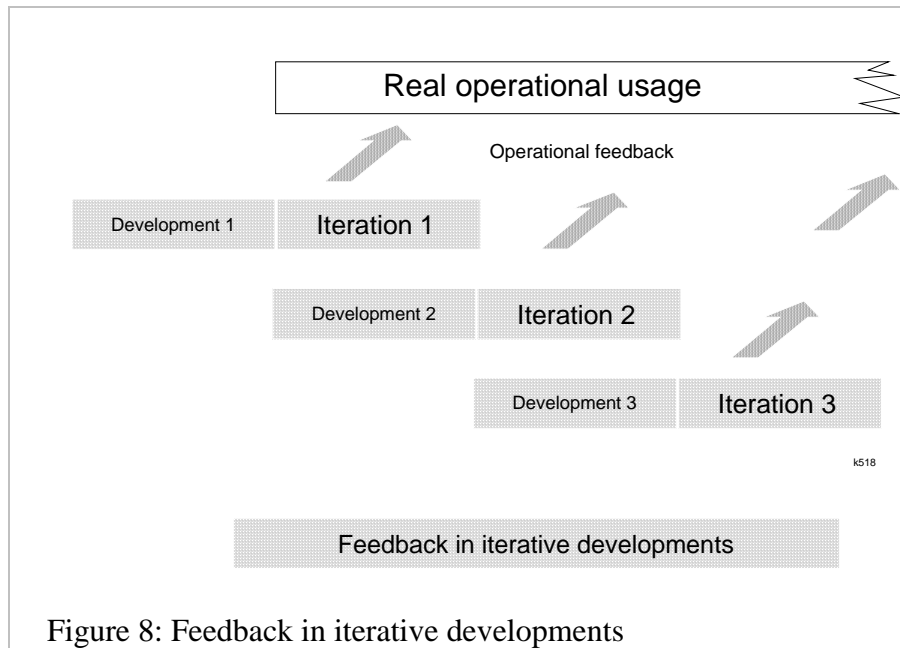 Real operational usage
Operational feedback
Development 1
Iteration 1
Development 2
Iteration 2
Development 3
Iteration 3
k518
Feedback in iterative developments
Figure 8: Feedback in iterative developments